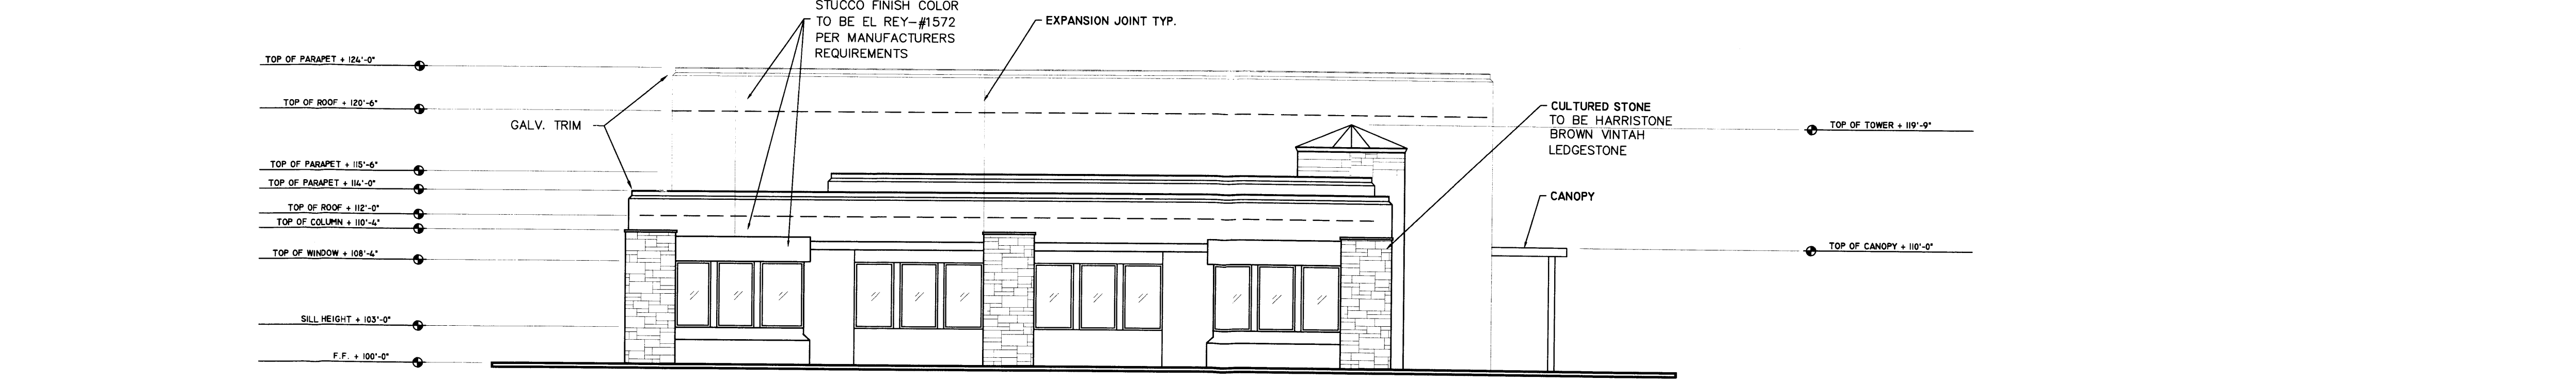 STUCCO FINISH COLOR
TO BE EL REY-#1572
PER MANUFACTURERS
REQUIREMENTS
EXPANSION JOINT TYP.
TOP OF PARAPET + 124'-0"
TOP OF ROOF + 120'-6"
GALV. TRIM
TOP OF PARAPET + 115'-6"
TOP OF PARAPET + 114'-0"
TOP OF ROOF + 112'-0"
TOP OF COLUMN + 110'-4"
TOP OF WINDOW + 108'-4"
SILL HEIGHT + 103'-0"
F.F. + 100'-0"
CULTURED STONE
TO BE HARRISTONE
BROWN VINTAH
LEDGESTONE
CANOPY
TOP OF TOWER + 119'-9"
TOP OF CANOPY + 110'-0"